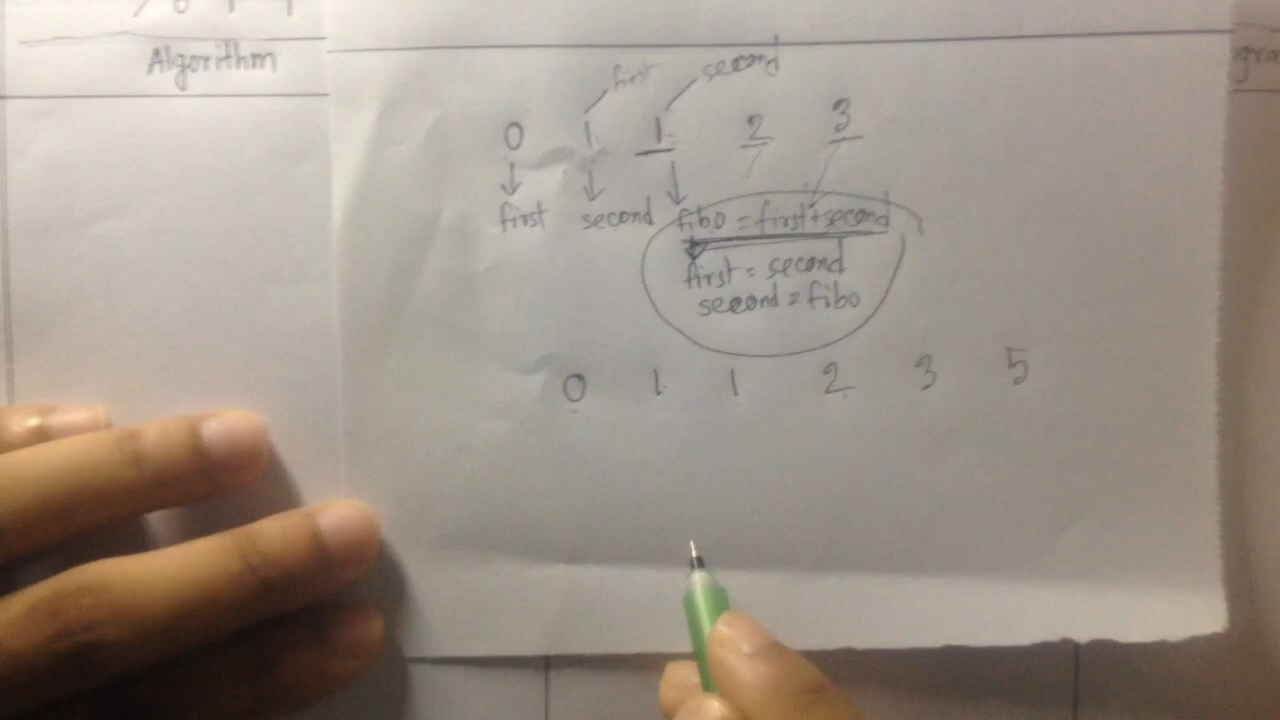 Algorithm
first second
0 1 1 2 3
first second fibo = first+second
first = second
second = fibo
0 1 1 2 3 5